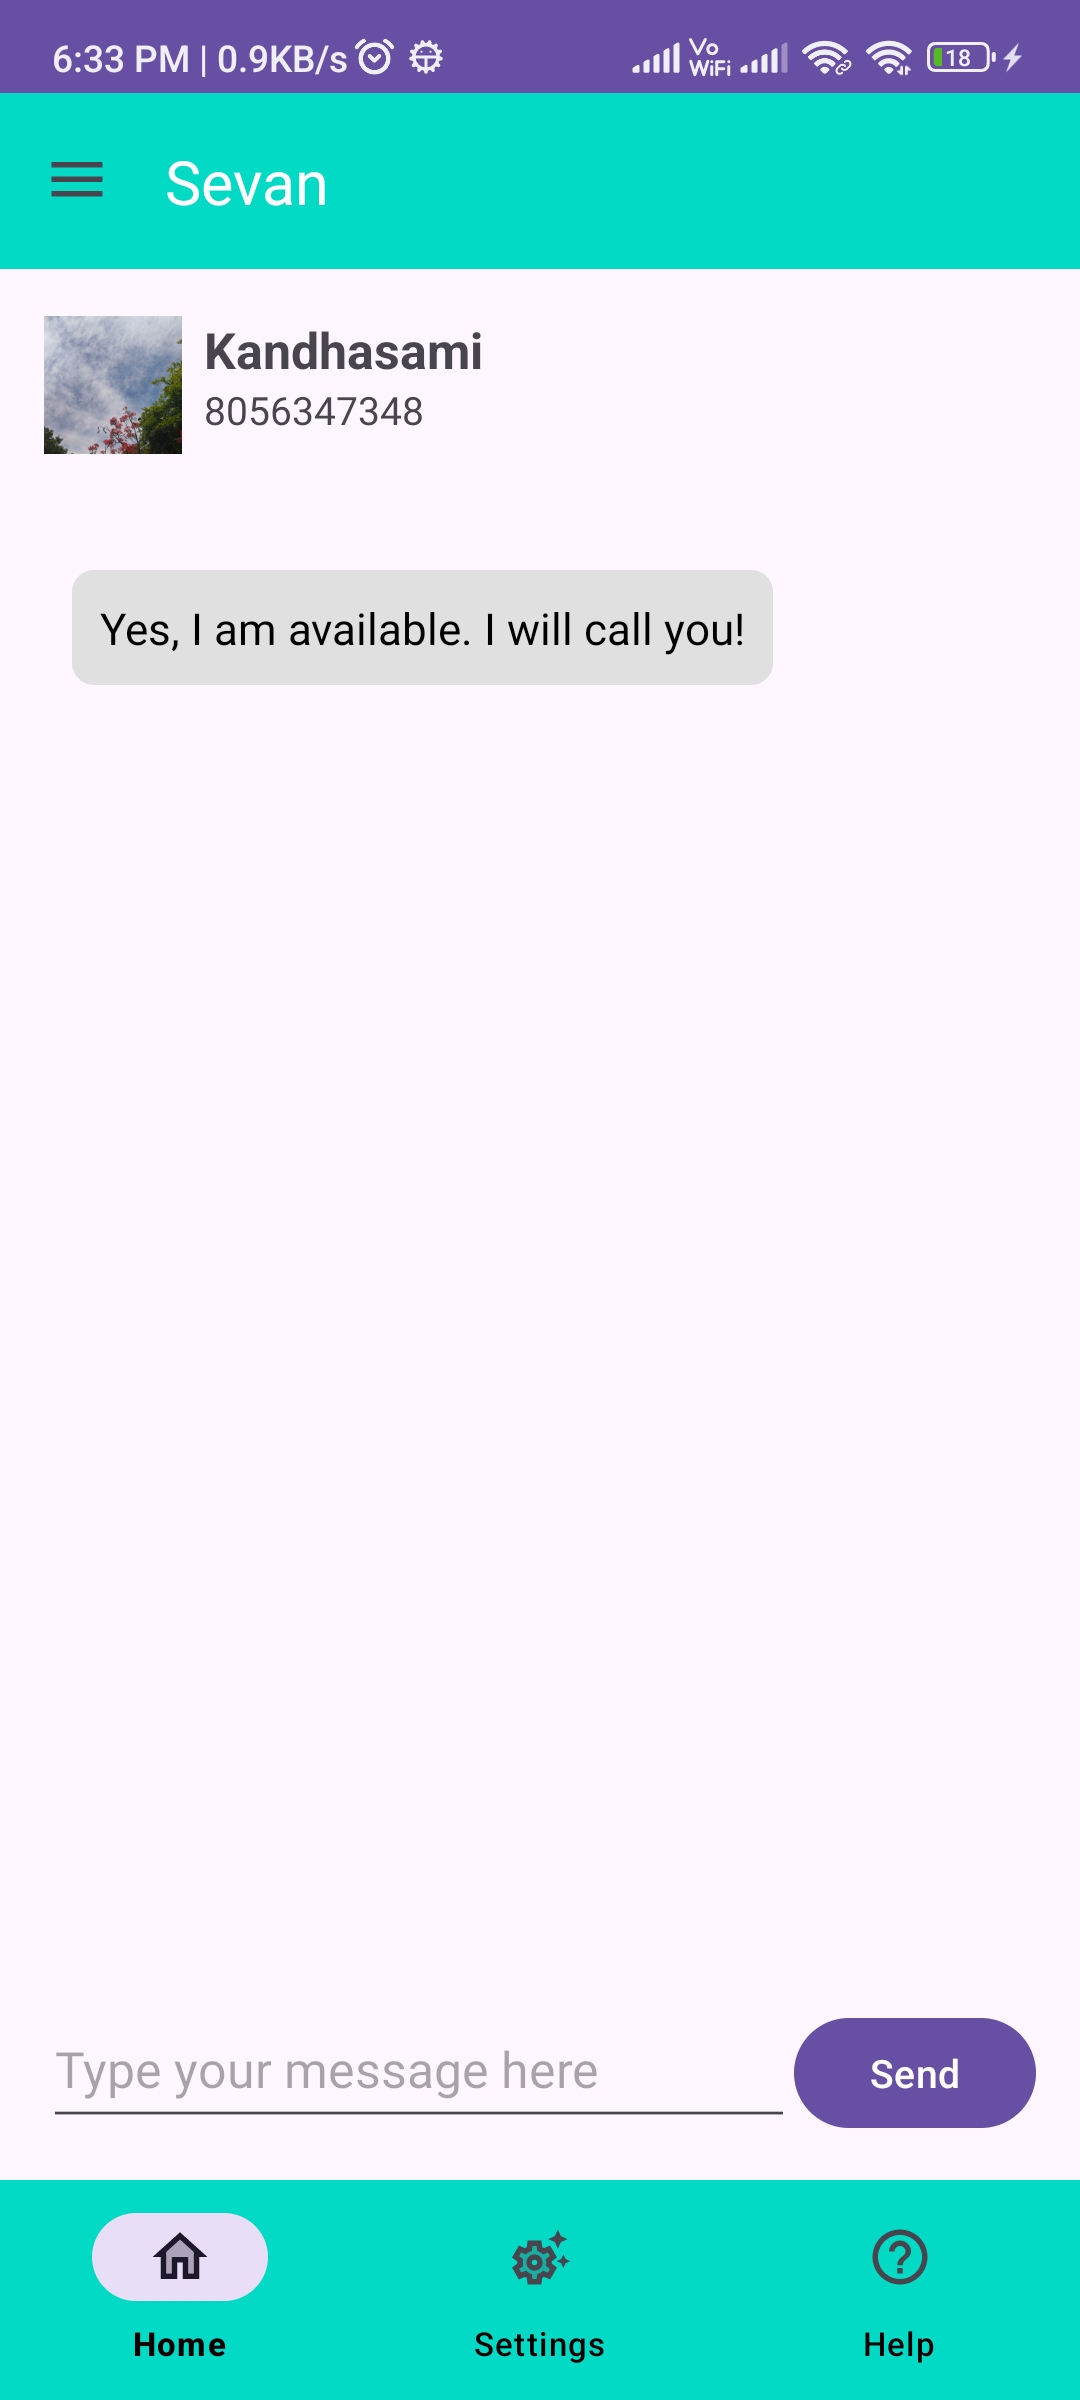 6:33 PM | 0.9KB/s Vo WiFi 18
Sevan
Kandhasami
8056347348
Yes, I am available. I will call you!
Type your message here
Send
Home Settings Help